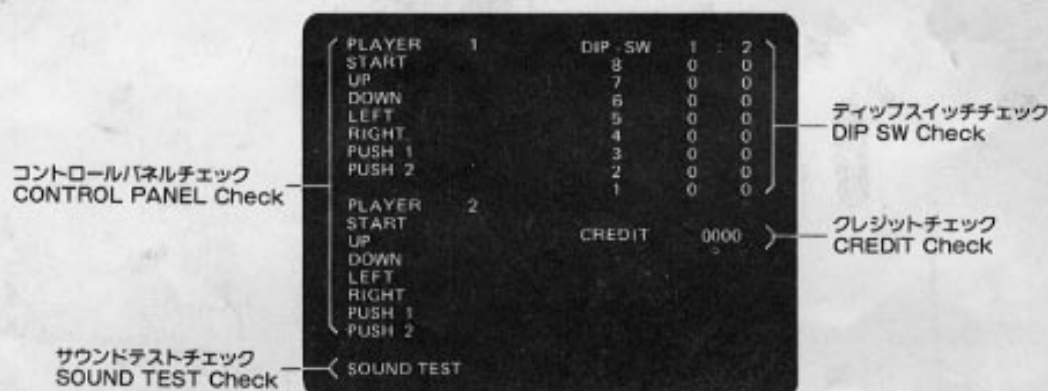 コントロールパネルチェック
CONTROL PANEL Check
サウンドテストチェック
SOUND TEST Check
PLAYER 1
START
UP
DOWN
LEFT
RIGHT
PUSH 1
PUSH 2
PLAYER 2
START
UP
DOWN
LEFT
RIGHT
PUSH 1
PUSH 2
SOUND TEST
DIP-SW 1 : 2
8 0 0
7 0 0
6 0 0
5 0 0
4 0 0
3 0 0
2 0 0
1 0 0
CREDIT 0000
ディップスイッチチェック
DIP SW Check
クレジットチェック
CREDIT Check